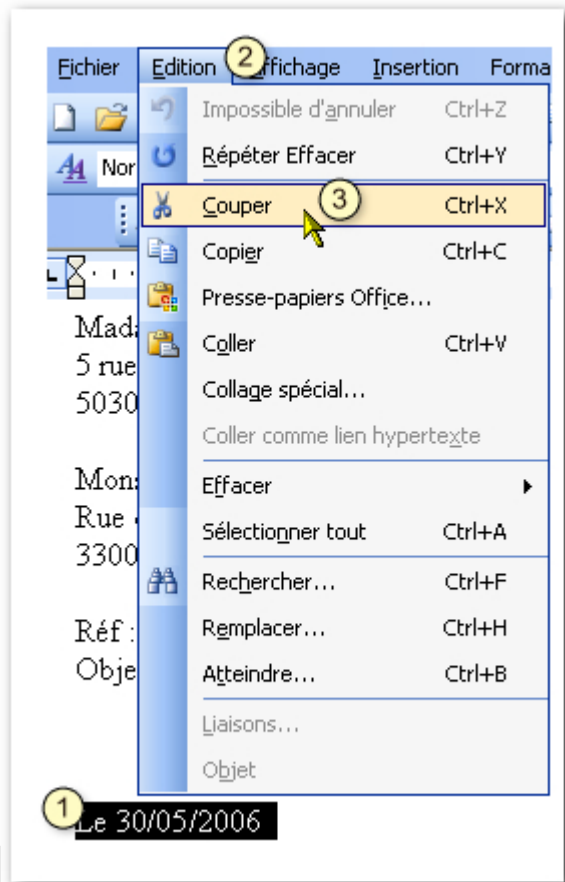 Fichier Edition 2 ffichage Insertion Forma
Impossible d'annuler Ctrl+Z
Répéter Effacer Ctrl+Y
Nor
Couper 3 Ctrl+X
Copier Ctrl+C
Presse-papiers Office...
Coller Ctrl+V
Collage spécial...
Coller comme lien hypertexte
Effacer
Sélectionner tout Ctrl+A
Rechercher... Ctrl+F
Remplacer... Ctrl+H
Atteindre... Ctrl+B
Liaisons...
Objet
Mada
5 rue
5030
Mons
Rue
3300
Réf :
Obje
1 Le 30/05/2006